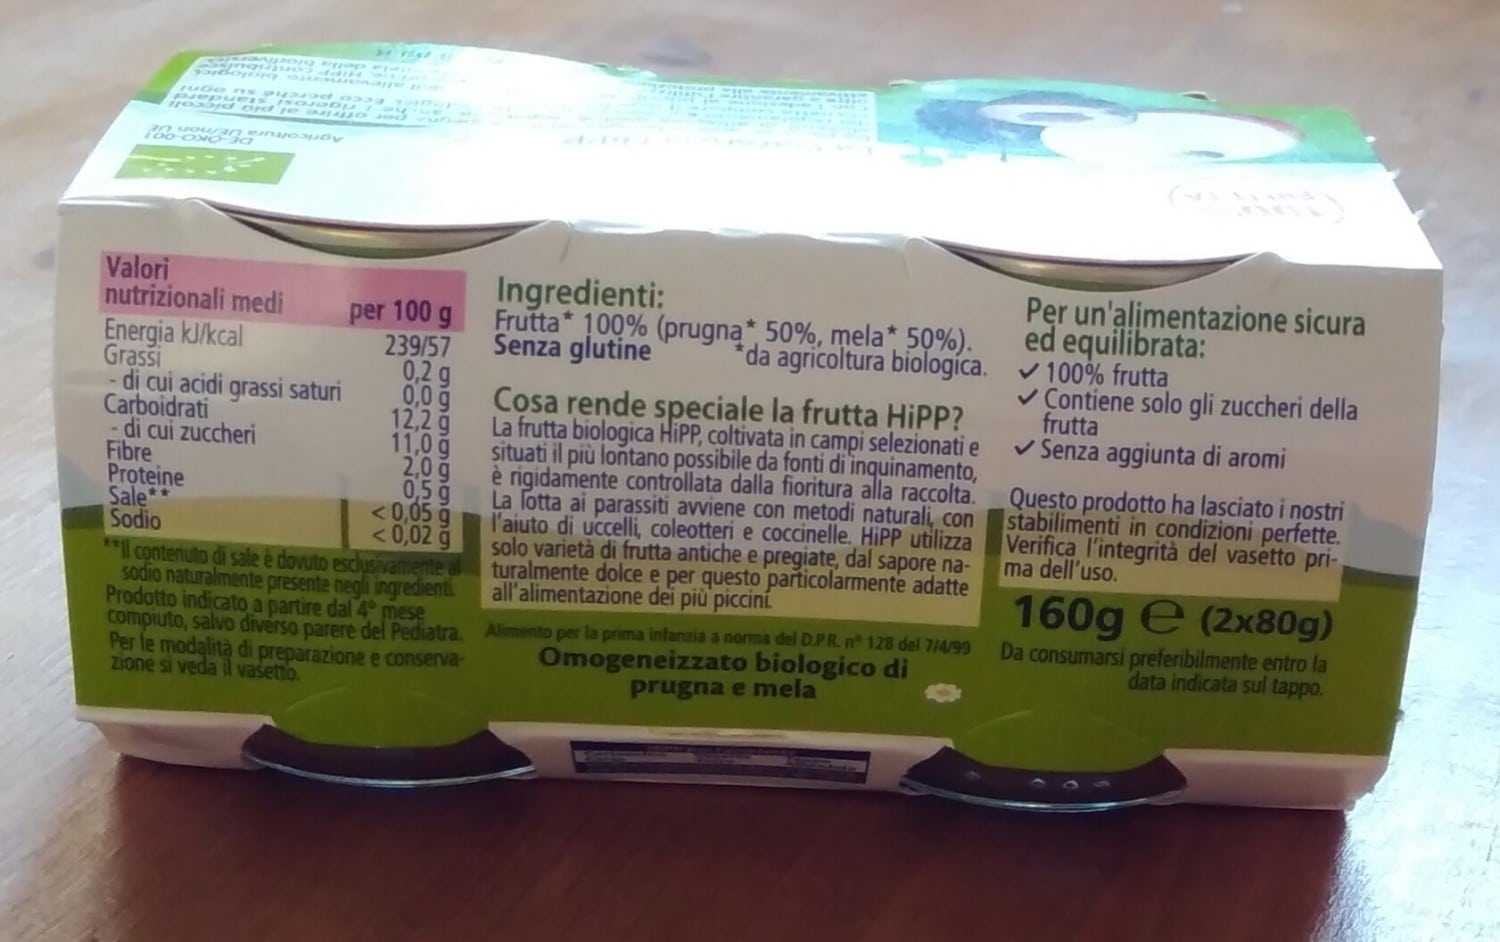 Agricoltura UE/non UE
DE-ÖKO-001
100%
FRUTTA
Valori
nutrizionali medi per 100 g
Energia kJ/kcal 239/57
Grassi 0,2 g
- di cui acidi grassi saturi 0,0 g
Carboidrati 12,2 g
- di cui zuccheri 11,0 g
Fibre 2,0 g
Proteine 0,5 g
Sale** < 0,05 g
Sodio < 0,02 g
**Il contenuto di sale è dovuto esclusivamente al
sodio naturalmente presente negli ingredienti.
Prodotto indicato a partire dal 4° mese
compiuto, salvo diverso parere del Pediatra.
Per le modalità di preparazione e conserva-
zione si veda il vasetto.
Ingredienti:
Frutta* 100% (prugna* 50%, mela* 50%).
Senza glutine *da agricoltura biologica.
Cosa rende speciale la frutta HiPP?
La frutta biologica HiPP, coltivata in campi selezionati e
situati il più lontano possibile da fonti di inquinamento,
è rigidamente controllata dalla fioritura alla raccolta.
La lotta ai parassiti avviene con metodi naturali, con
l'aiuto di uccelli, coleotteri e coccinelle. HiPP utilizza
solo varietà di frutta antiche e pregiate, dal sapore na-
turalmente dolce e per questo particolarmente adatte
all'alimentazione dei più piccini.
Alimento per la prima infanzia a norma del D.P.R. n° 128 del 7/4/99
Omogeneizzato biologico di
prugna e mela
Per un'alimentazione sicura
ed equilibrata:
✓ 100% frutta
✓ Contiene solo gli zuccheri della
frutta
✓ Senza aggiunta di aromi
Questo prodotto ha lasciato i nostri
stabilimenti in condizioni perfette.
Verifica l'integrità del vasetto pri-
ma dell'uso.
160g ℮ (2x80g)
Da consumarsi preferibilmente entro la
data indicata sul tappo.